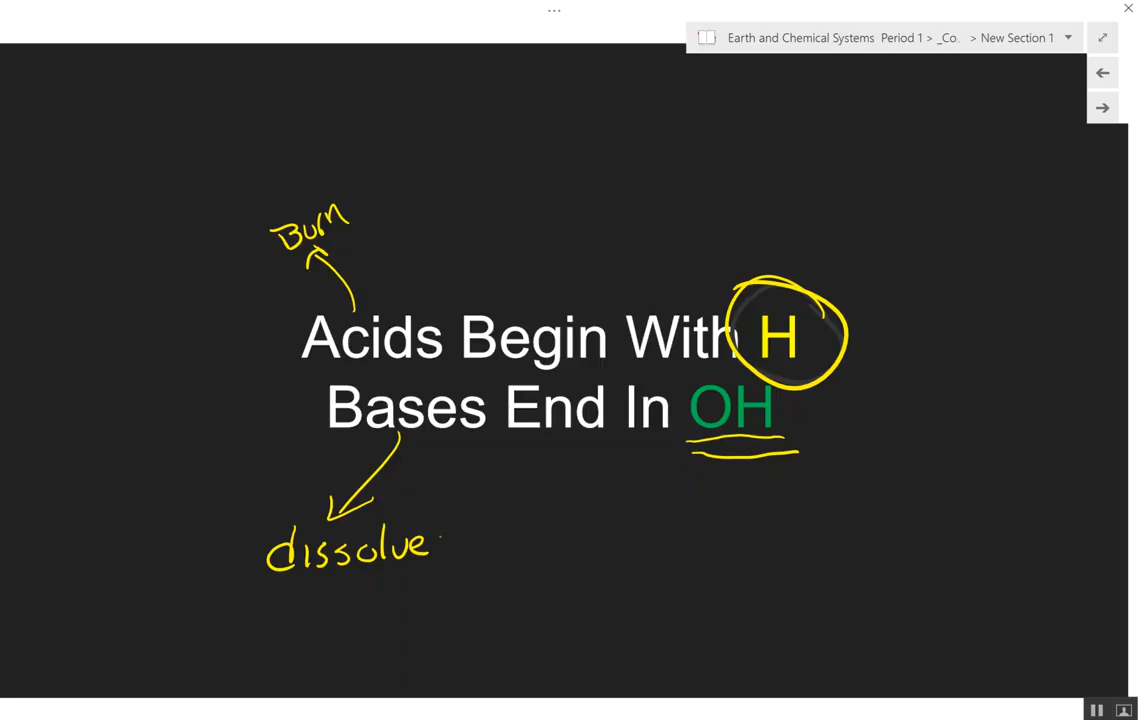 ...
Earth and Chemical Systems Period 1 > _Co. > New Section 1
Burn
Acids Begin With H
Bases End In OH
dissolve